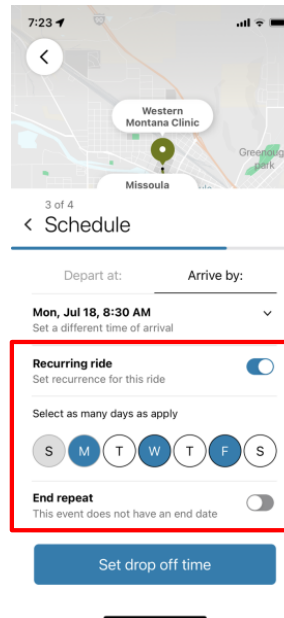 7:23
Western
Montana Clinic
Greenoug
park
Missoula
3 of 4
Schedule
Depart at: Arrive by:
Mon, Jul 18, 8:30 AM
Set a different time of arrival
Recurring ride
Set recurrence for this ride
Select as many days as apply
S M T W T F S
End repeat
This event does not have an end date
Set drop off time